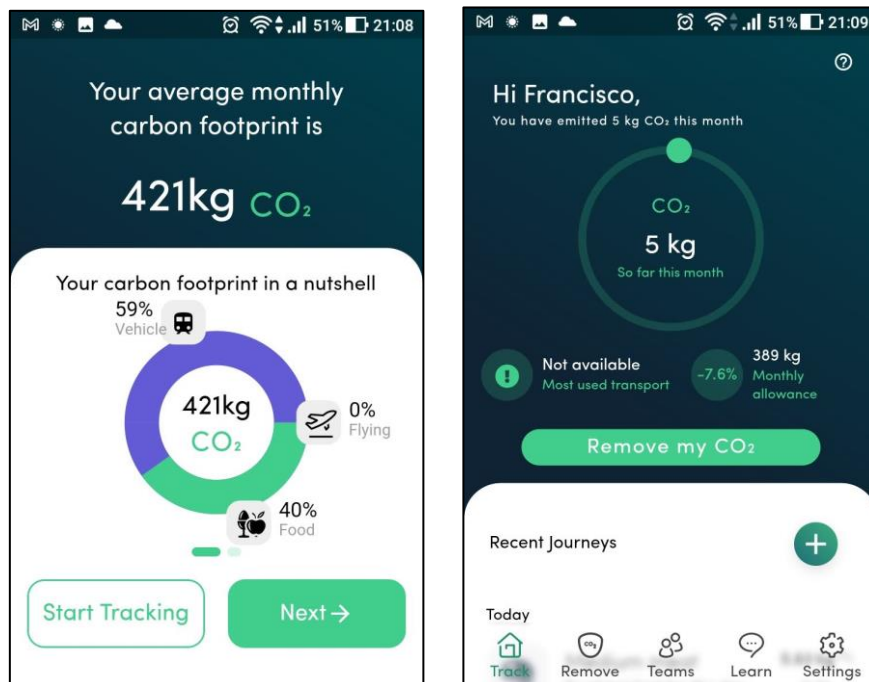 51% 21:08
Your average monthly
carbon footprint is
421kg CO₂
Your carbon footprint in a nutshell
59%
Vehicle
421kg
CO₂
0%
Flying
40%
Food
Start Tracking
Next→
51% 21:09
Hi Francisco,
You have emitted 5 kg CO₂ this month
CO₂
5 kg
So far this month
Not available
Most used transport
-7.6%
389 kg
Monthly
allowance
Remove my CO₂
Recent Journeys
Today
Track
CO₂
Remove
Teams
Learn
Settings